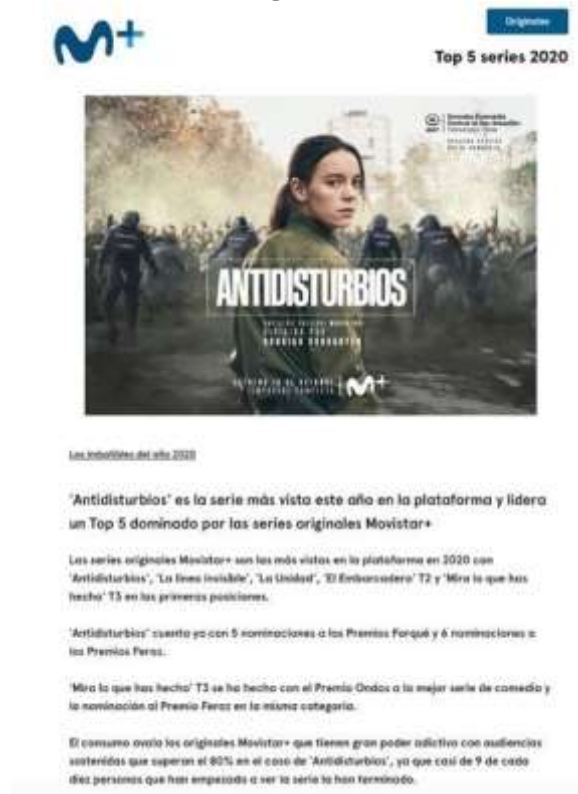 M+
Originales
Top 5 series 2020
ANTIDISTURBIOS
M+
Los imbatibles del año 2020
'Antidisturbios' es la serie más vista este año en la plataforma y lidera
un Top 5 dominado por las series originales Movistar+
Las series originales Movistar+ son las más vistas en la plataforma en 2020 con
'Antidisturbios', 'La línea invisible', 'La Unidad', 'El Embarcadero' T2 y 'Mira lo que has
hecho' T3 en las primeras posiciones.
'Antidisturbios' cuenta ya con 5 nominaciones a los Premios Forqué y 6 nominaciones a
los Premios Feroz.
'Mira lo que has hecho' T3 se ha hecho con el Premio Ondas a la mejor serie de comedia y
la nominación al Premio Feroz en la misma categoría.
El consumo avala las originales Movistar+ que tienen gran poder adictivo con audiencias
sostenidas que superan el 80% en el caso de 'Antidisturbios', ya que casi de 9 de cada
diez personas que han empezado a ver la serie la han terminado.